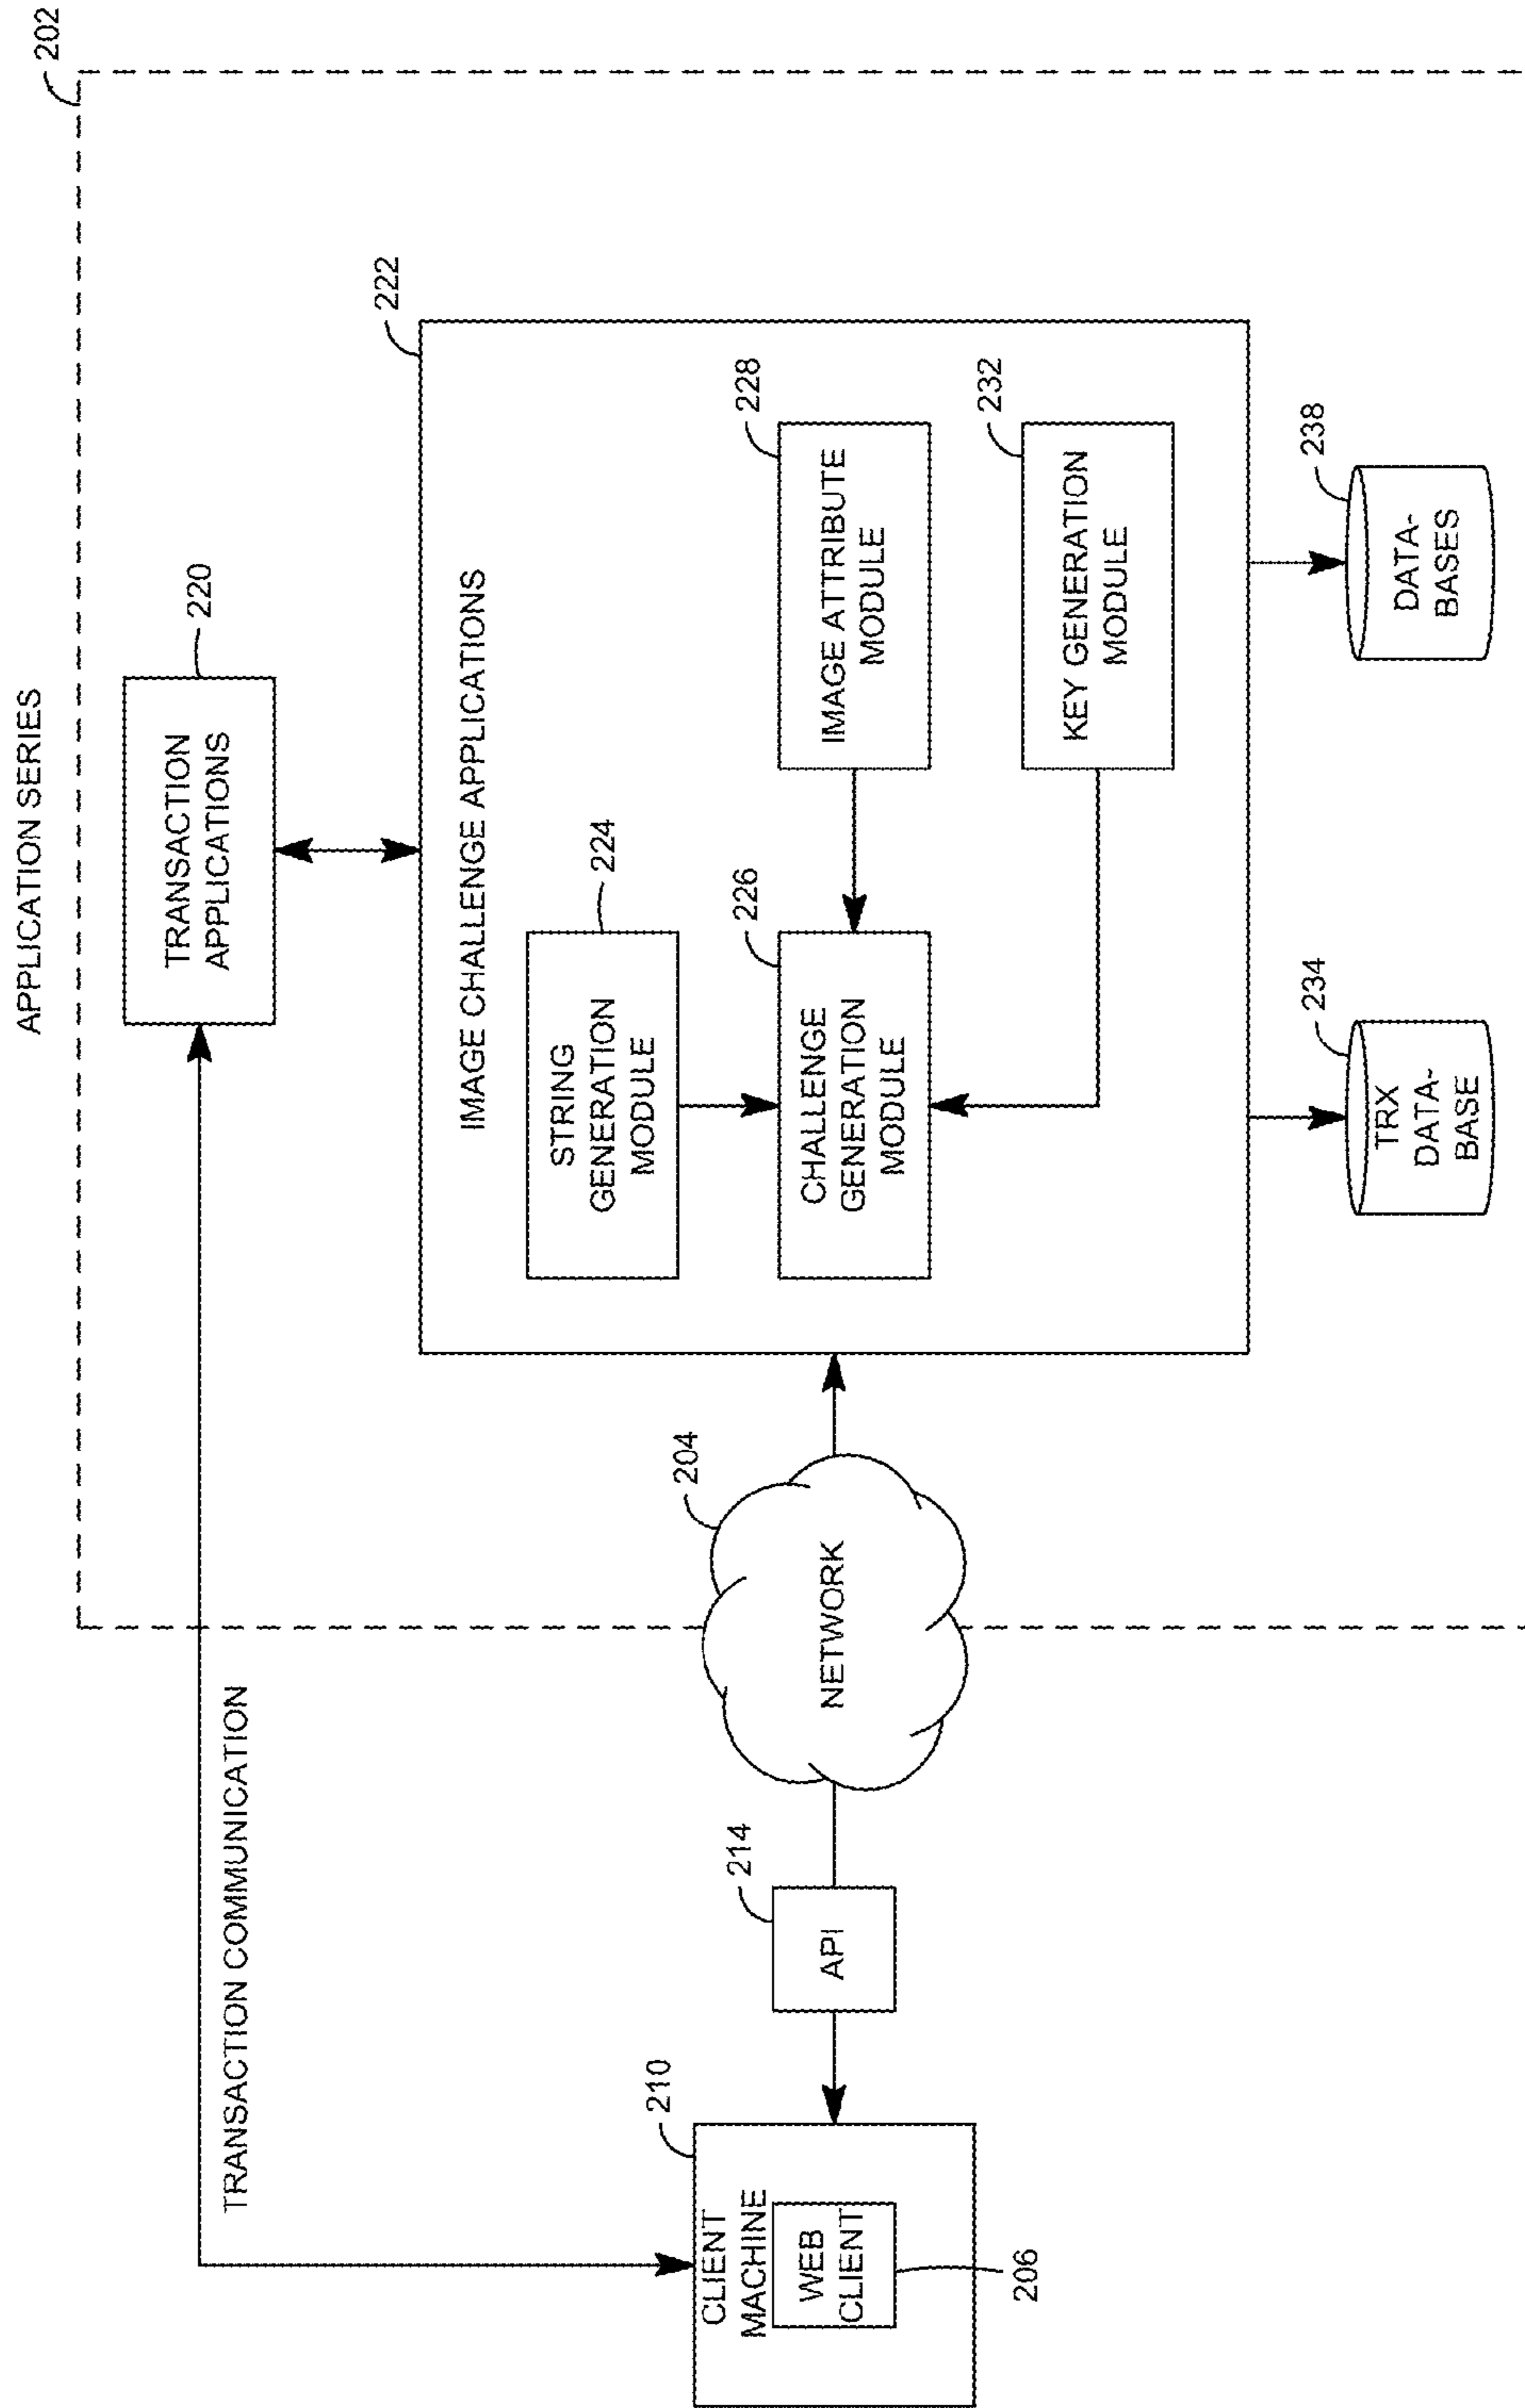 APPLICATION SERIES
202
TRANSACTION COMMUNICATION
TRANSACTION
APPLICATIONS
220
222
IMAGE CHALLENGE APPLICATIONS
STRING
GENERATION
MODULE
224
CHALLENGE
GENERATION
MODULE
226
IMAGE ATTRIBUTE
MODULE
228
KEY GENERATION
MODULE
232
210
CLIENT
MACHINE
WEB
CLIENT
206
API
214
NETWORK
204
TRX
DATA-
BASE
234
DATA-
BASES
238